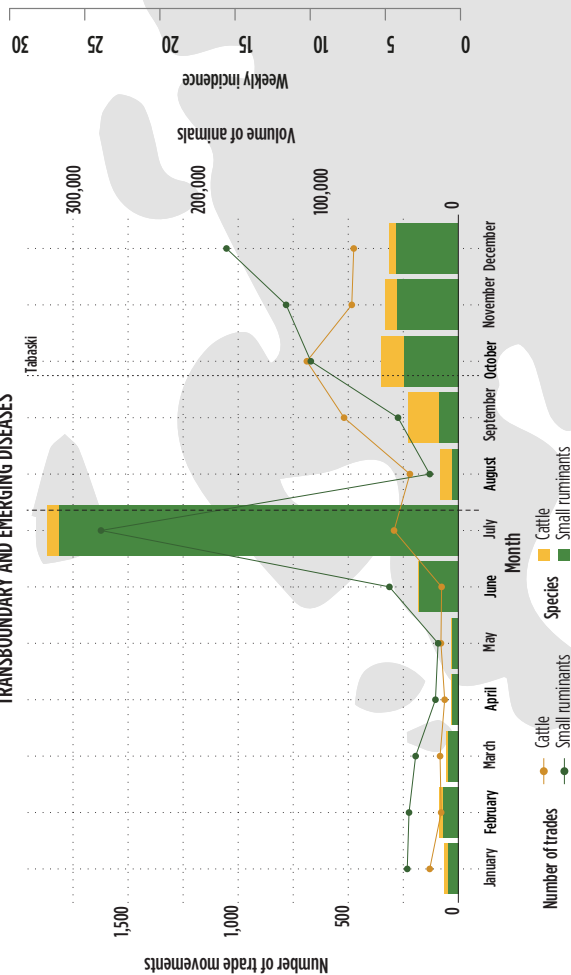 TRANSBOUNDARY AND EMERGING DISEASES
Tabaski
Number of trade movements
1,500
1,000
500
0
Volume of animals
300,000
200,000
100,000
0
Weekly incidence
30
25
20
15
10
5
0
January
February
March
April
May
June
July
August
September
October
November
December
Month
Number of trades
Cattle
Small ruminants
Species
Cattle
Small ruminants